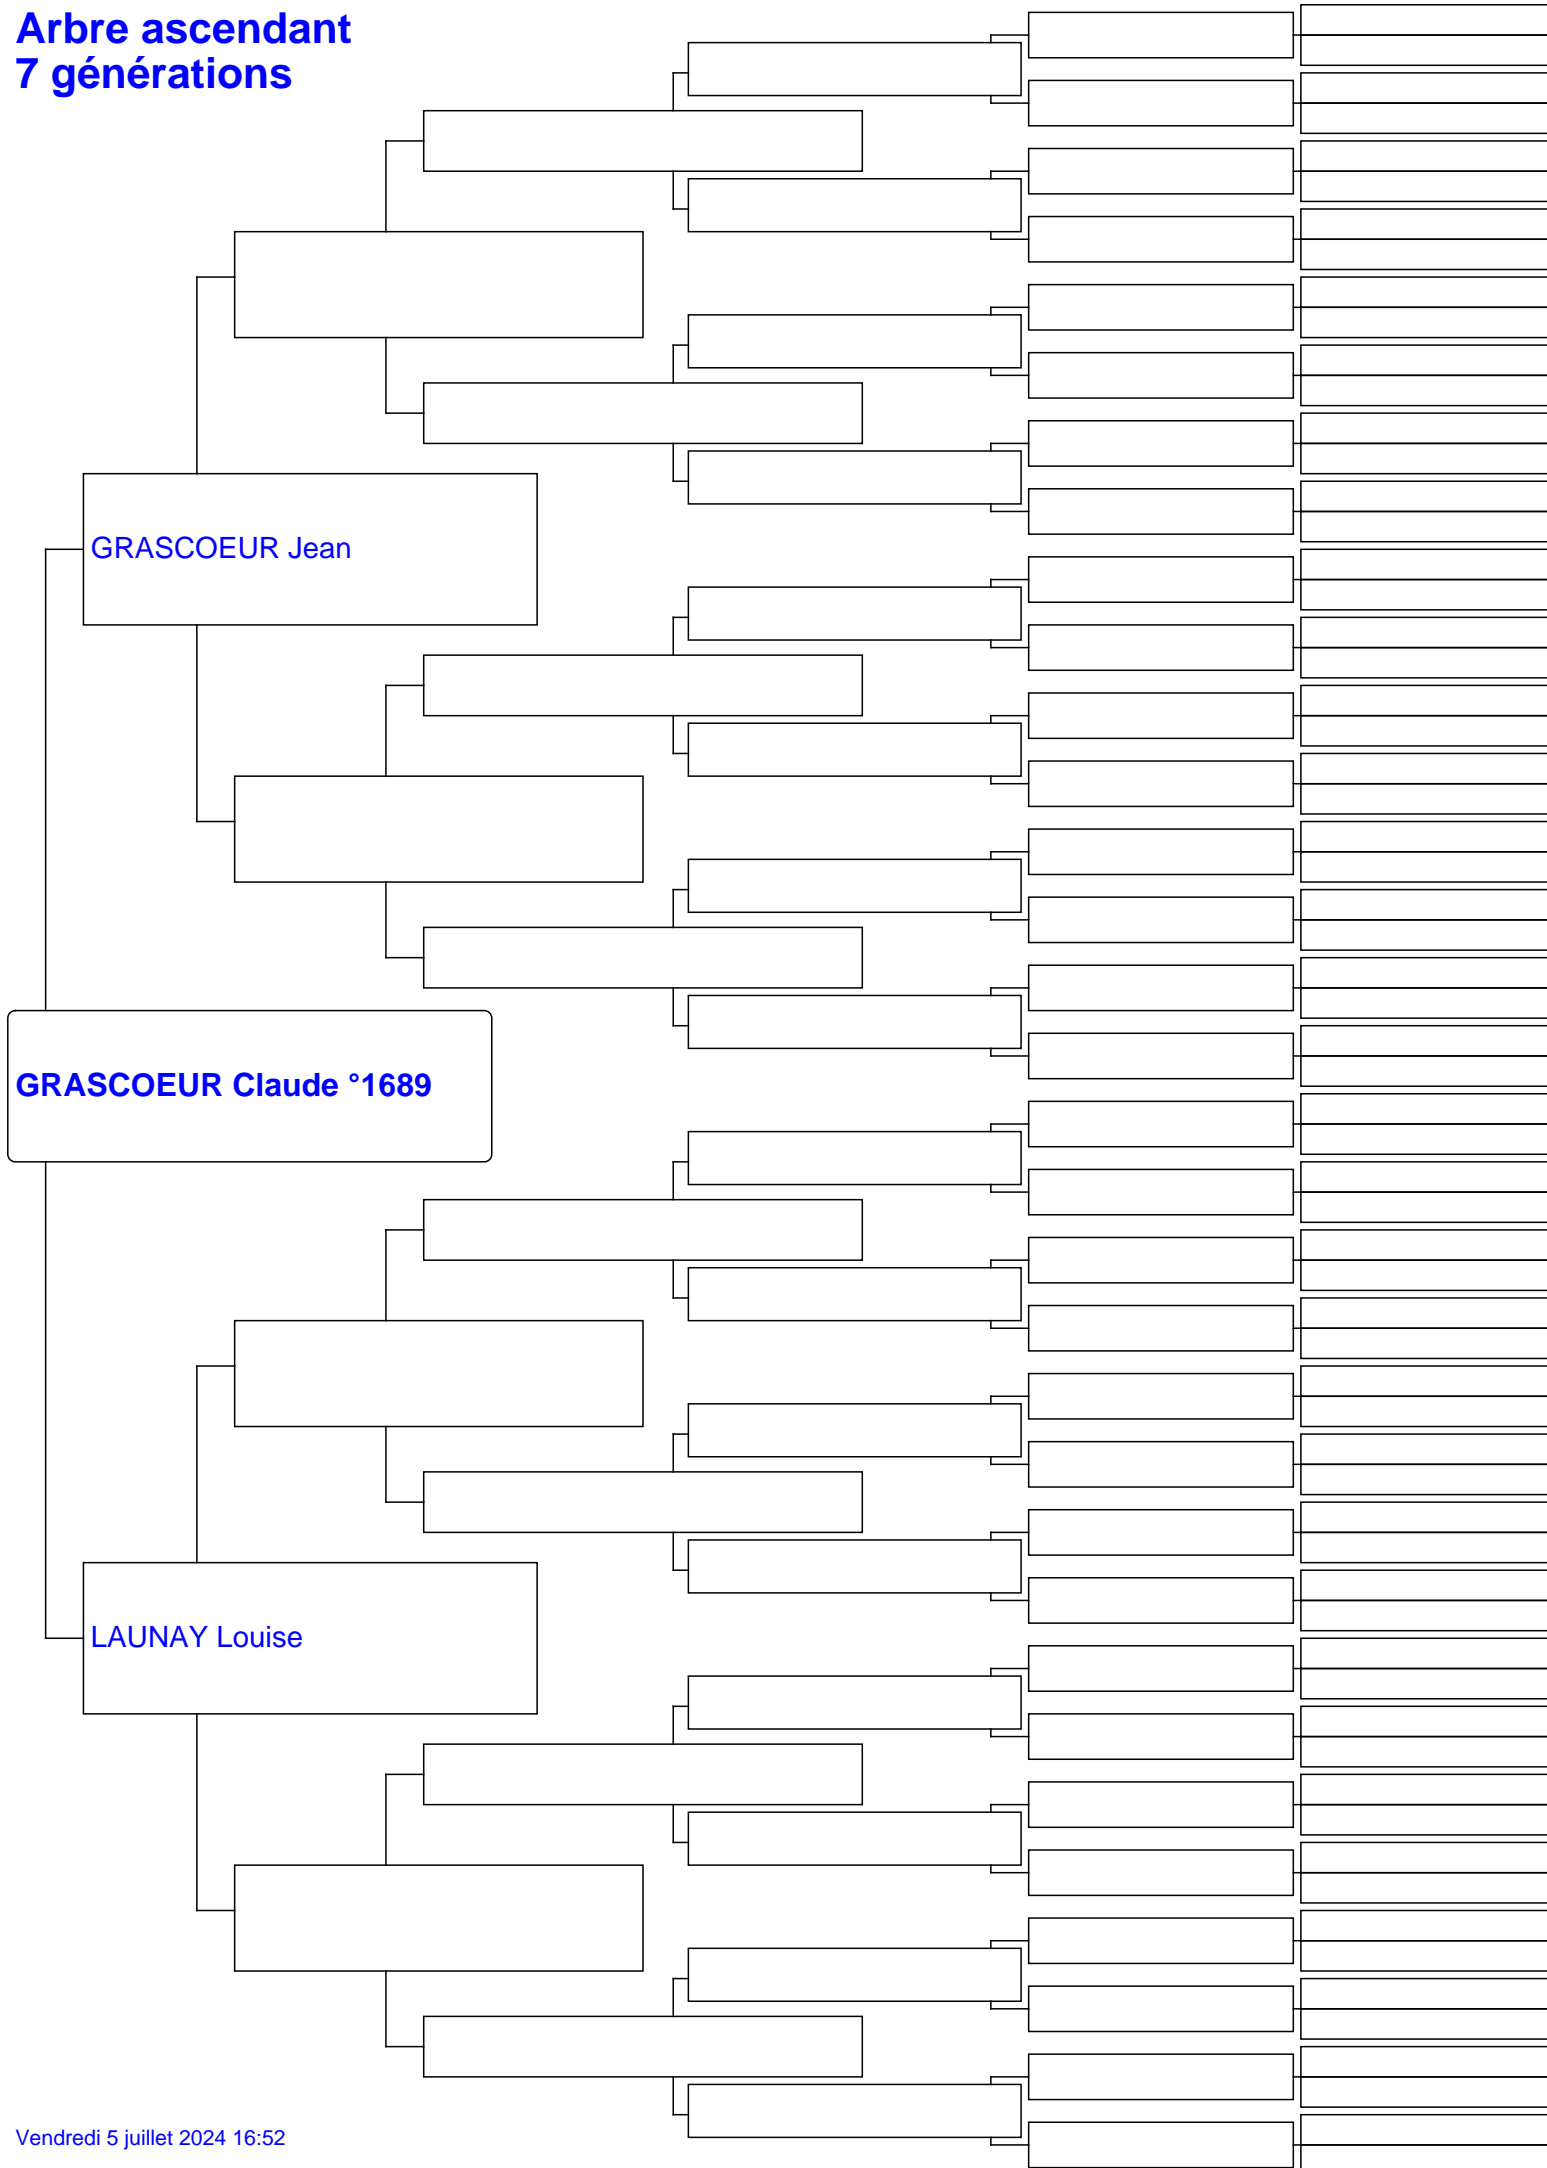 Arbre ascendant
7 générations
GRASCOEUR Jean
GRASCOEUR Claude °1689
LAUNAY Louise
Vendredi 5 juillet 2024 16:52